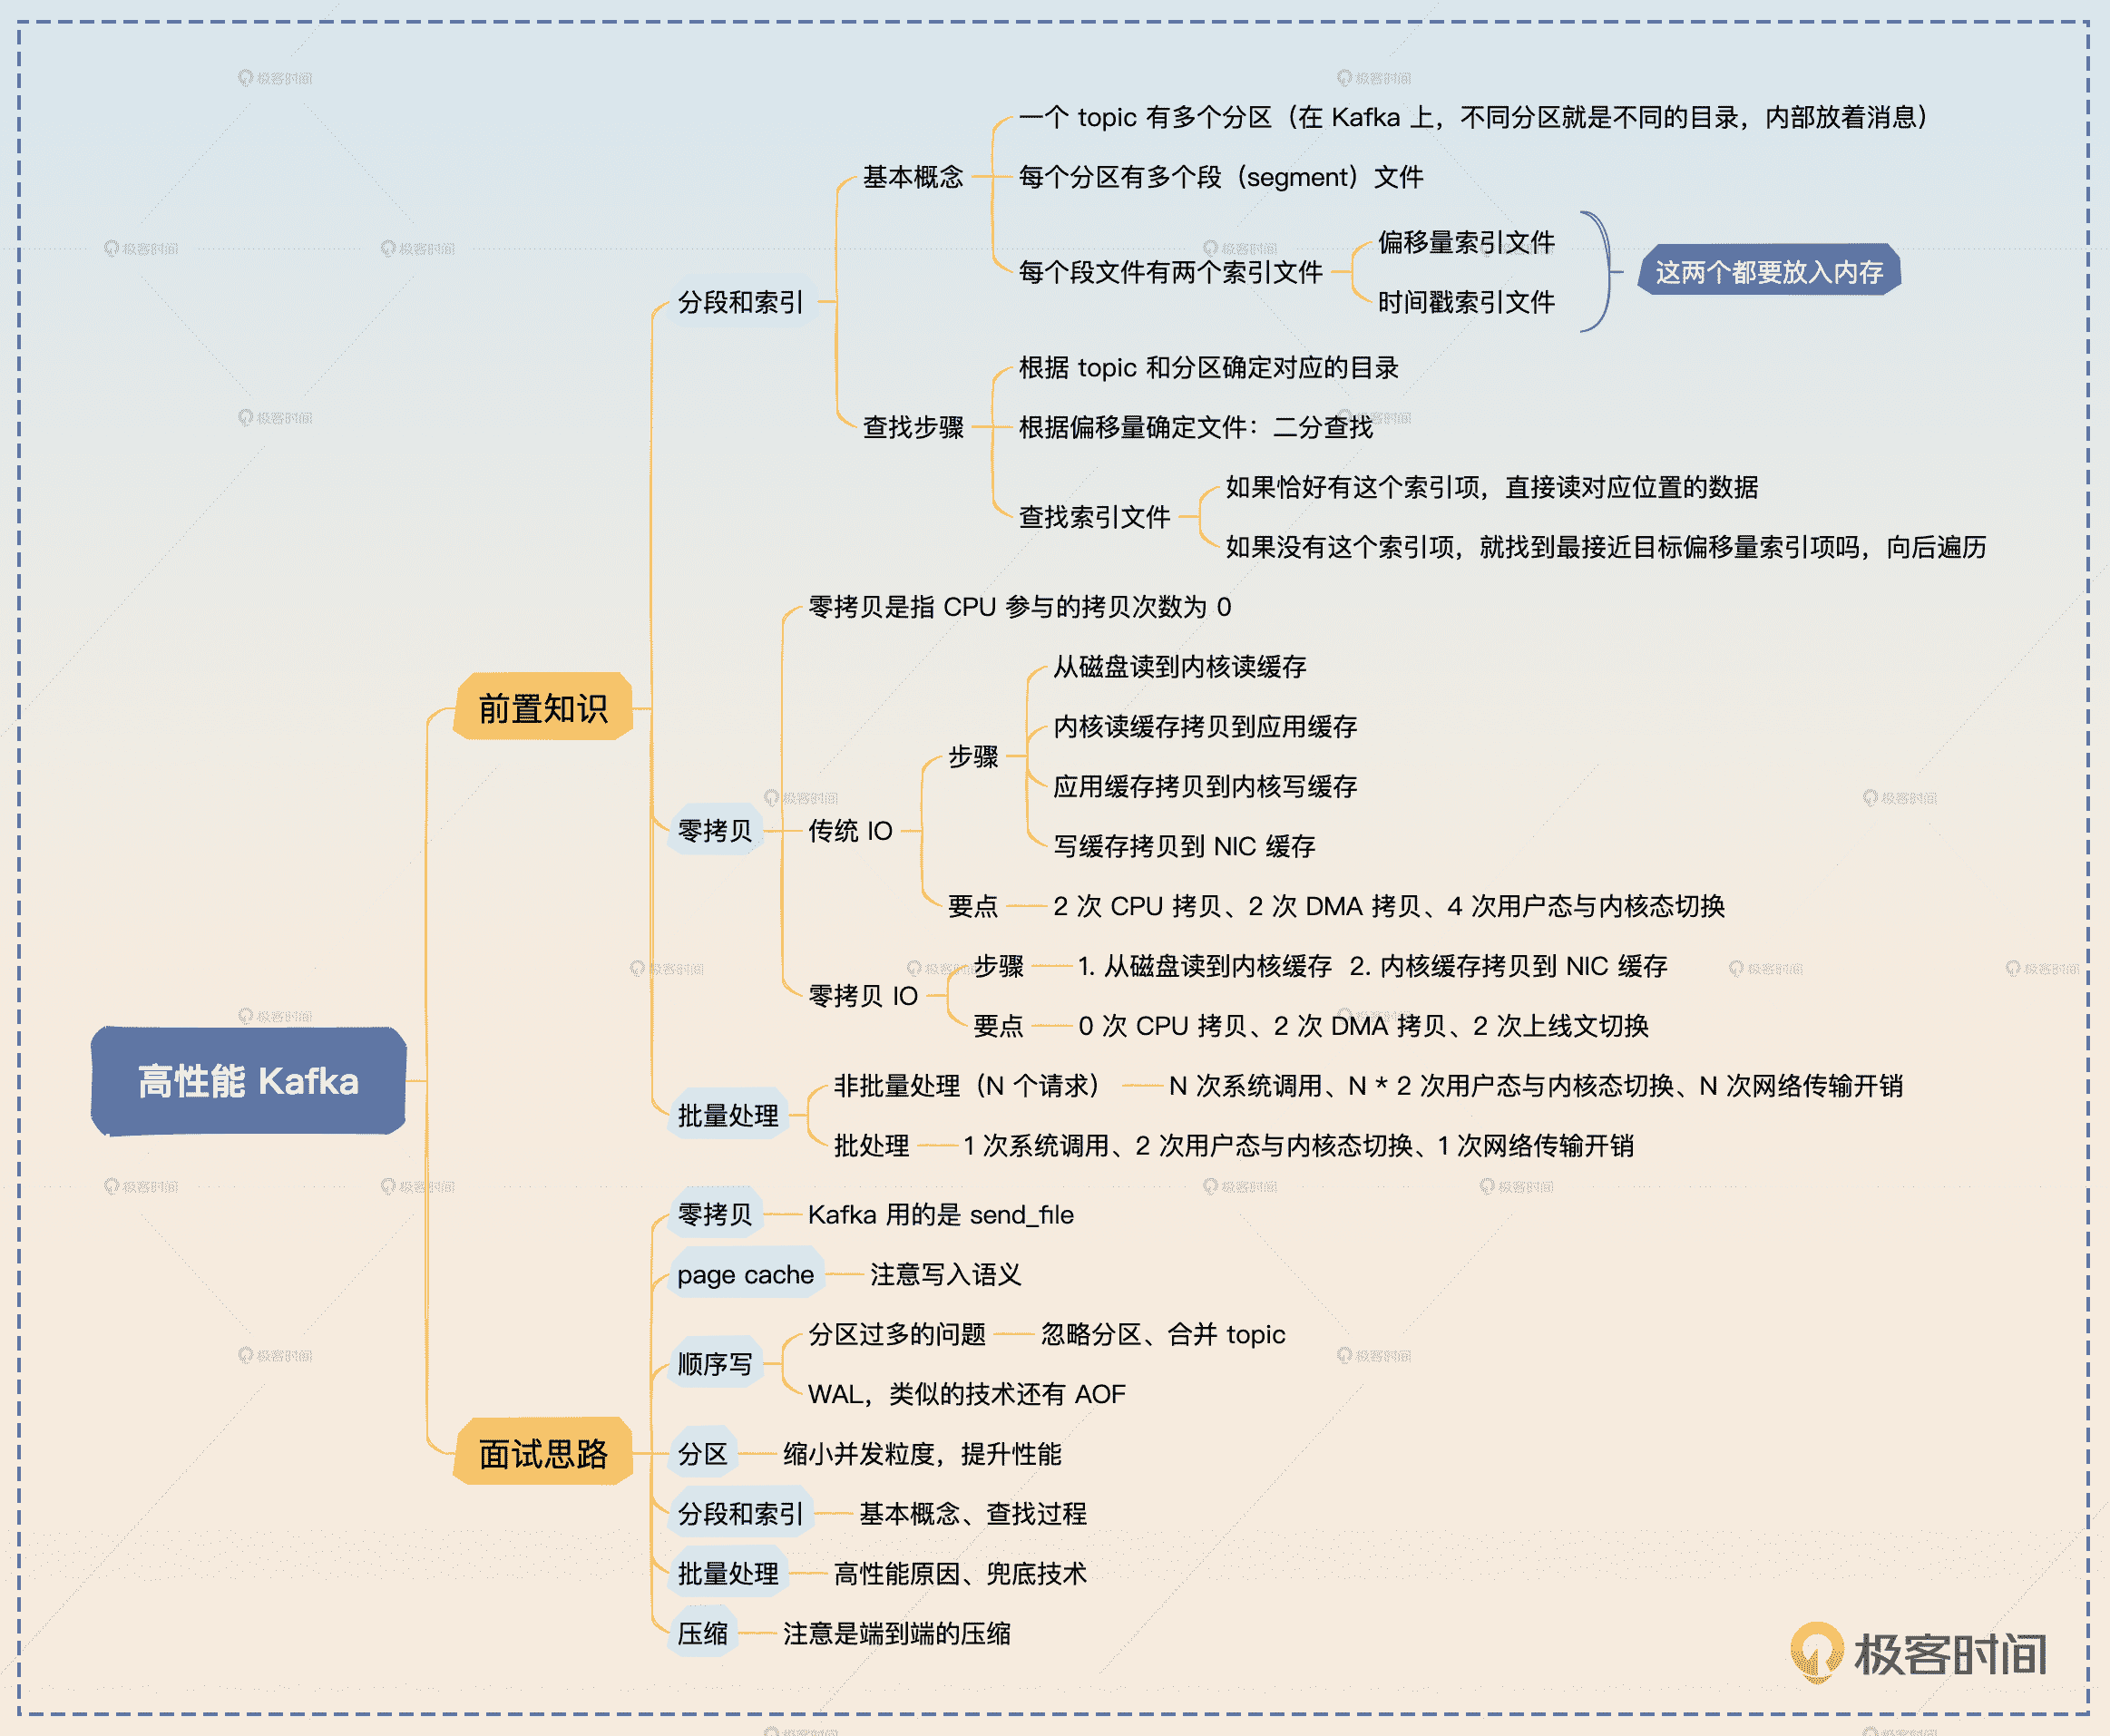 高性能 Kafka
前置知识
分段和索引
基本概念
一个 topic 有多个分区（在 Kafka 上，不同分区就是不同的目录，内部放着消息）
每个分区有多个段（segment）文件
每个段文件有两个索引文件
偏移量索引文件
时间戳索引文件
这两个都要放入内存
查找步骤
根据 topic 和分区确定对应的目录
根据偏移量确定文件：二分查找
查找索引文件
如果恰好有这个索引项，直接读对应位置的数据
如果没有这个索引项，就找到最接近目标偏移量索引项吗，向后遍历
零拷贝
零拷贝是指 CPU 参与的拷贝次数为 0
传统 IO
步骤
从磁盘读到内核读缓存
内核读缓存拷贝到应用缓存
应用缓存拷贝到内核写缓存
写缓存拷贝到 NIC 缓存
要点
2 次 CPU 拷贝、2 次 DMA 拷贝、4 次用户态与内核态切换
零拷贝 IO
步骤
1. 从磁盘读到内核缓存 2. 内核缓存拷贝到 NIC 缓存
要点
0 次 CPU 拷贝、2 次 DMA 拷贝、2 次上线文切换
批量处理
非批量处理（N 个请求）
N 次系统调用、N * 2 次用户态与内核态切换、N 次网络传输开销
批处理
1 次系统调用、2 次用户态与内核态切换、1 次网络传输开销
面试思路
零拷贝
Kafka 用的是 send_file
page cache
注意写入语义
顺序写
分区过多的问题
忽略分区、合并 topic
WAL，类似的技术还有 AOF
分区
缩小并发粒度，提升性能
分段和索引
基本概念、查找过程
批量处理
高性能原因、兜底技术
压缩
注意是端到端的压缩
极客时间